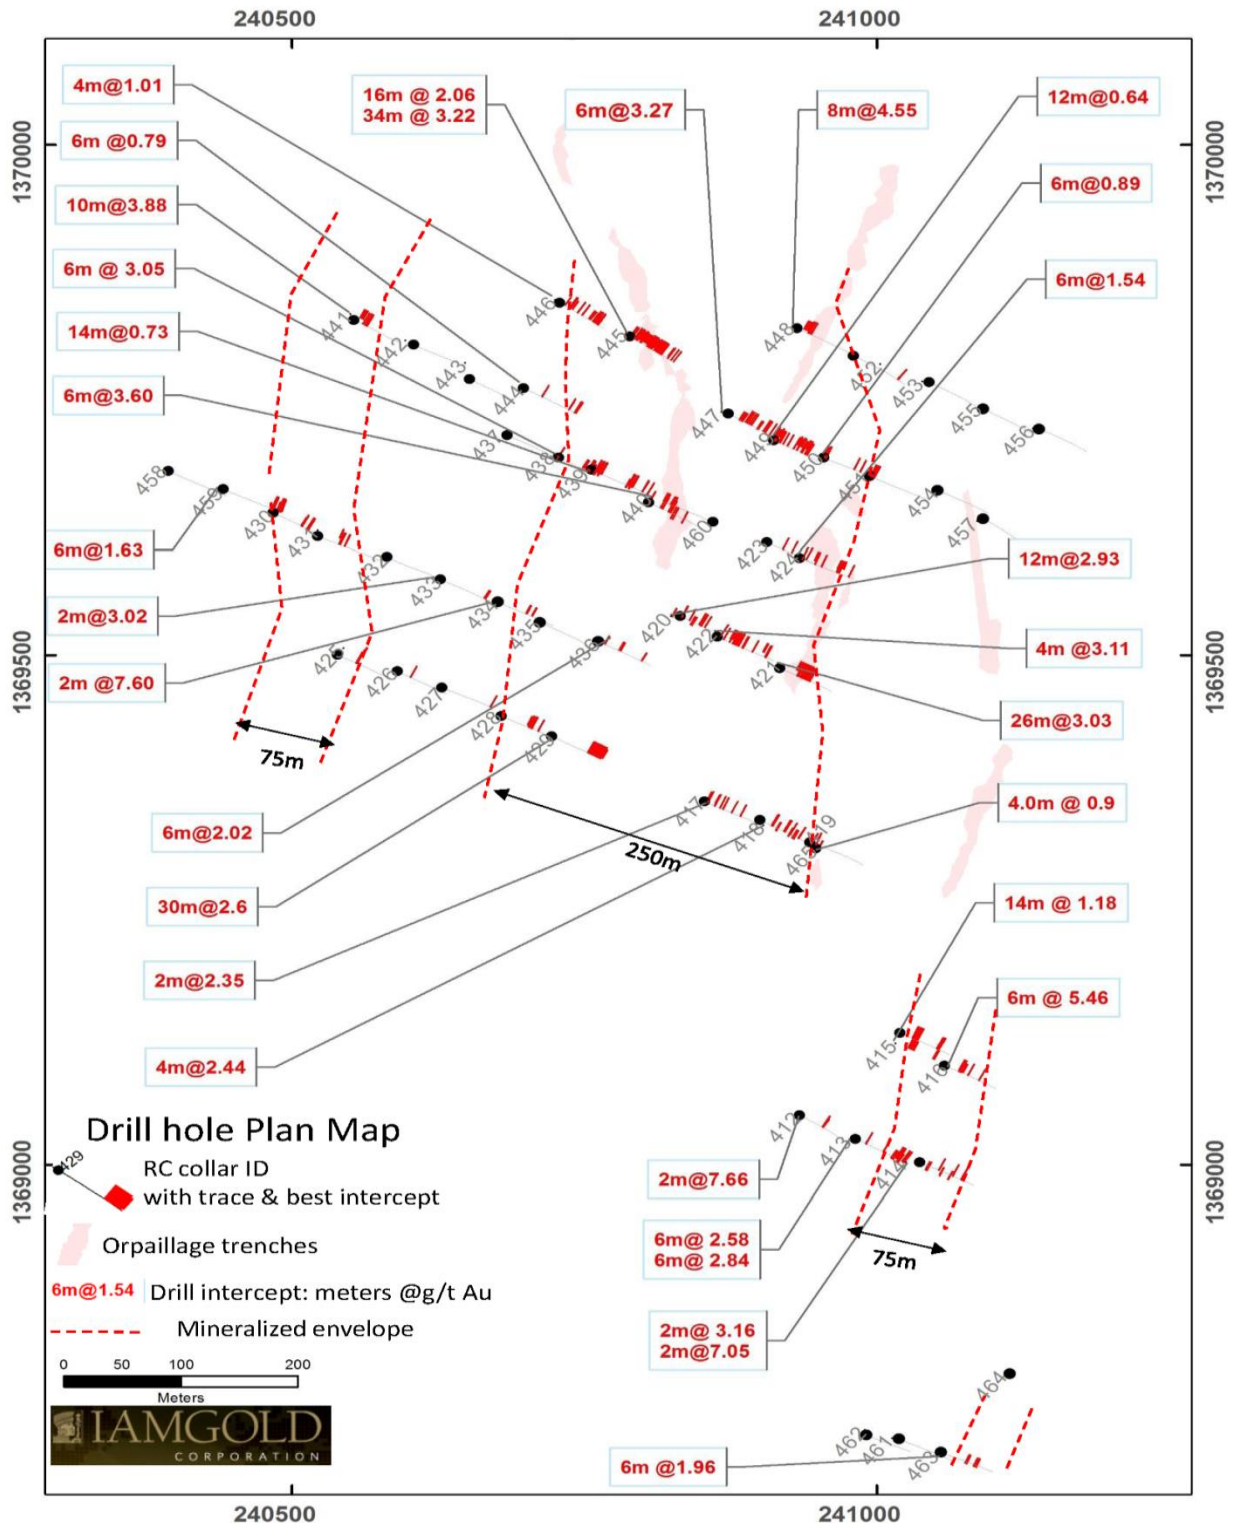 240500
241000
1370000
1370000
4m@1.01
16m @ 2.06
34m @ 3.22
6m@3.27
8m@4.55
12m@0.64
6m @0.79
6m@0.89
10m@3.88
6m @ 3.05
6m@1.54
14m@0.73
6m@3.60
446
441
445
448
442
443
444
452
453
455
456
447
449
450
451
454
457
437
438
439
440
460
423
424
458
459
430
431
432
433
434
435
436
420
422
421
6m@1.63
12m@2.93
2m@3.02
4m @3.11
2m @7.60
1369500
1369500
425
426
427
428
429
26m@3.03
75m
4.0m @ 0.9
417
418
419
465
6m@2.02
250m
30m@2.6
14m @ 1.18
2m@2.35
6m @ 5.46
4m@2.44
415
416
412
413
414
Drill hole Plan Map
429
RC collar ID
with trace & best intercept
1369000
1369000
2m@7.66
Orpaillage trenches
6m@ 2.58
6m@ 2.84
75m
6m@1.54
Drill intercept: meters @g/t Au
Mineralized envelope
2m@ 3.16
2m@7.05
0 50 100 200
Meters
464
IAMGOLD
CORPORATION
462
461
463
6m @1.96
240500
241000